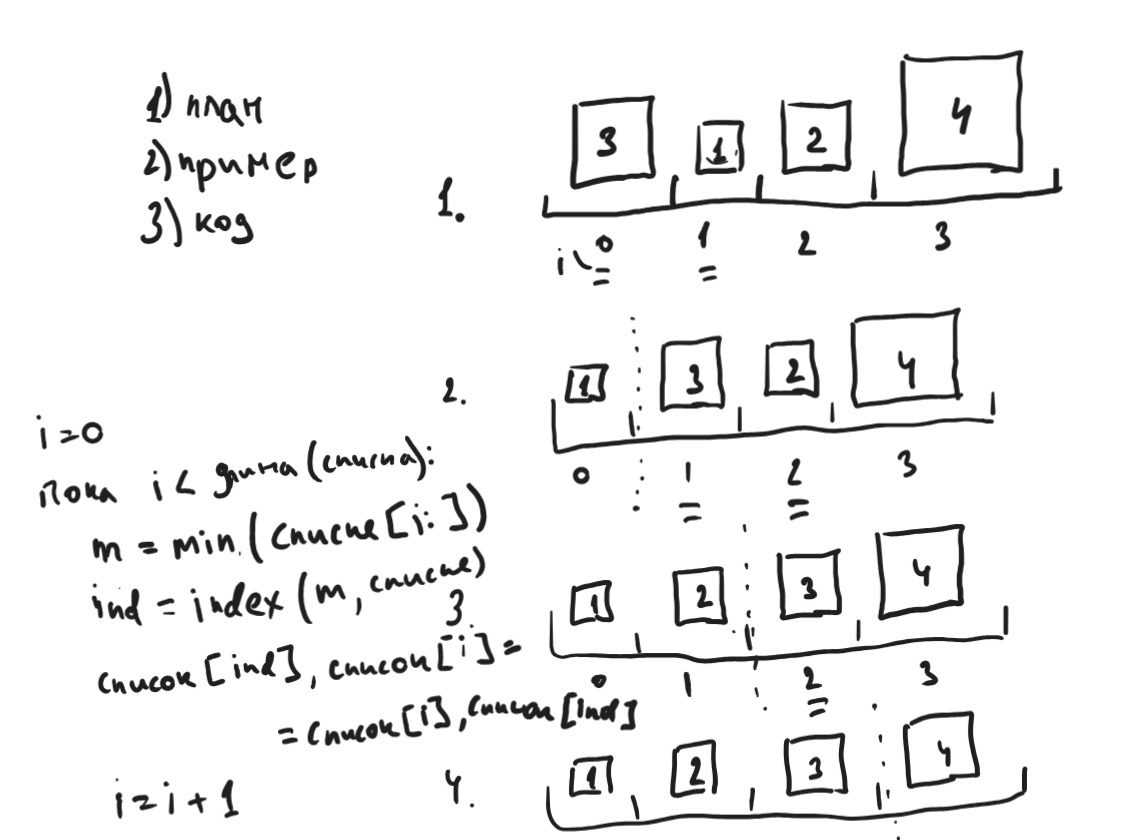 1) план
2) пример
3) код
1.
3 1 2 4
i 0 1 2 3
2.
1 3 2 4
0 1 2 3
i=0
пока i < длина(списка):
m = min(списке[i:])
ind = index(m, списке)
список[ind], список[i] =
= список[i], список[ind]
i = i + 1
3.
1 2 3 4
0 1 2 3
4.
1 2 3 4